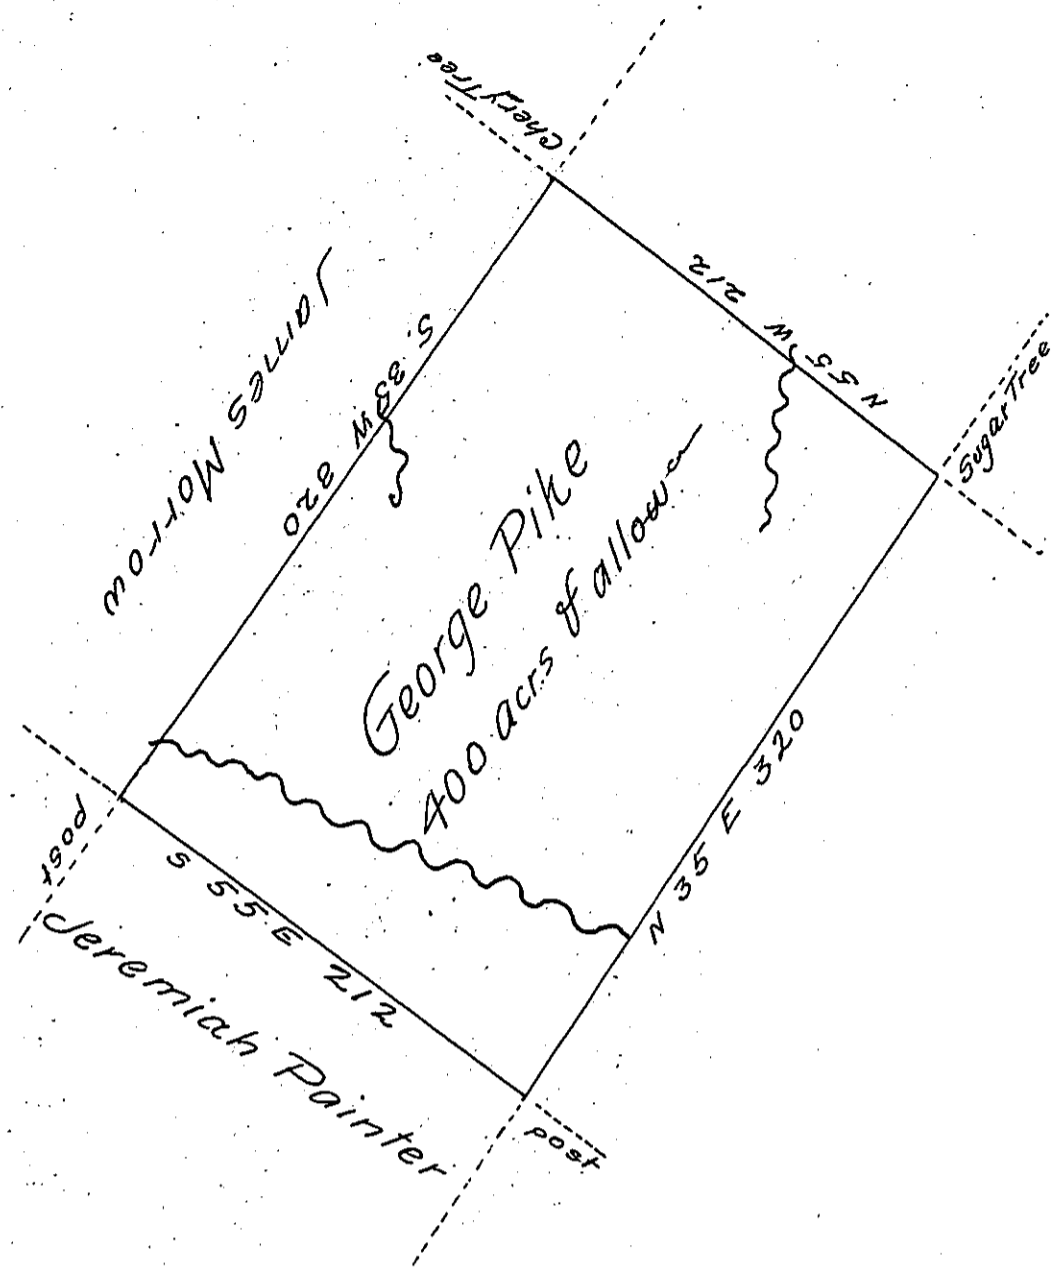 Chery Tree
James Morrow
S. 35 W 320
N 55 W 212
Sugar Tree
George Pike
400 acr.s & allow
N 35 E 320
post
S 55 E 212
Jeremiah Painter
post